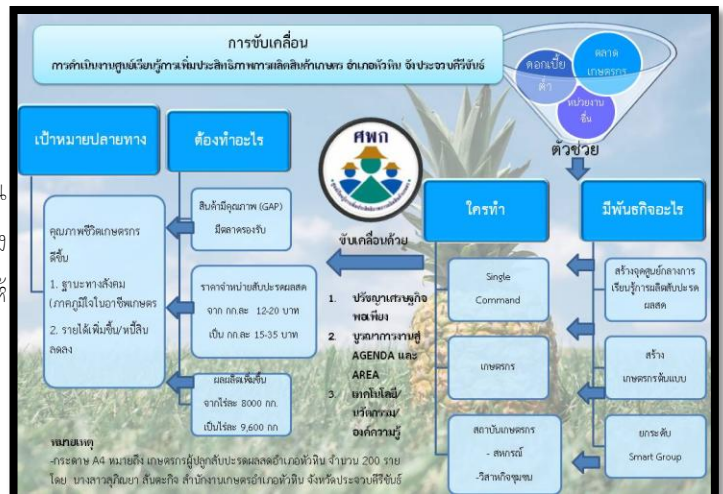 การขับเคลื่อน
การดำเนินงานศูนย์เรียนรู้การเพิ่มประสิทธิภาพการผลิตสินค้าเกษตร อำเภอหัวหิน จังประจวบคีรีขันธ์
ดอกเบี้ย
ต่ำ
ตลาด
เกษตรกร
หน่วยงาน
อื่น
ตัวช่วย
เป้าหมายปลายทาง
ต้องทำอะไร
ศพก
ใครทำ
มีพันธกิจอะไร
คุณภาพชีวิตเกษตรกร
ดีขึ้น
1. ฐานะทางสังคม
(ภาคภูมิใจในอาชีพเกษตร
2. รายได้เพิ่มขึ้น/หนี้สิน
ลดลง
สินค้ามีคุณภาพ (GAP)
มีตลาดรองรับ
ราคาจำหน่ายสับปะรดผลสด
จาก กก.ละ 12-20 บาท
เป็น กก.ละ 15-35 บาท
ผลผลิตเพิ่มขึ้น
จากไร่ละ 8000 กก.
เป็นไร่ละ 9,600 กก
ขับเคลื่อนด้วย
1. ปรัชญาเศรษฐกิจ
พอเพียง
2. บูรณาการงานสู่
AGENDA และ
AREA
3. เทคโนโลยี/
นวัตกรรม/
องค์ความรู้
Single
Command
เกษตรกร
สถาบันเกษตรกร
- สหกรณ์
-วิสาหกิจชุมชน
สร้างจุดศูนย์กลางการ
เรียนรู้การผลิตสับปะรด
ผลสด
สร้าง
เกษตรกรต้นแบบ
ยกระดับ
Smart Group
หมายเหตุ
-กระดาษ A4 หมายถึง เกษตรกรผู้ปลูกสับปะรดผลสดอำเภอหัวหิน จำนวน 200 ราย
โดย นางสาวสุภิฌยา สันตะกิจ สำนักงานเกษตรอำเภอหัวหิน จังหวัดประจวบคีรีขันธ์